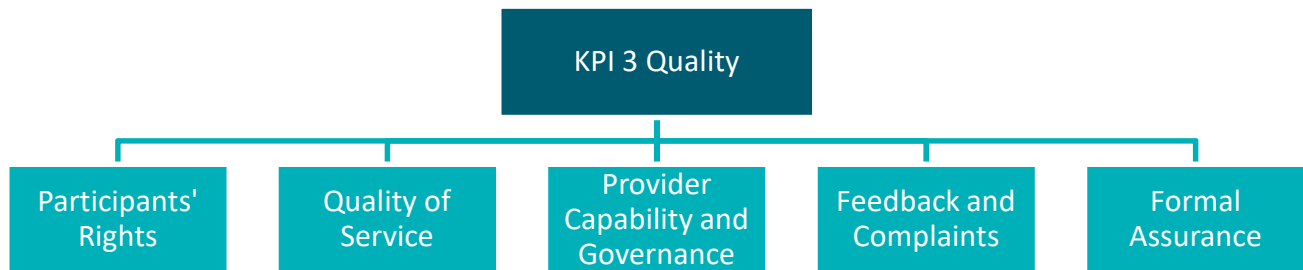 KPI 3 Quality
Participants'
Rights
Quality of
Service
Provider
Capability and
Governance
Feedback and
Complaints
Formal
Assurance